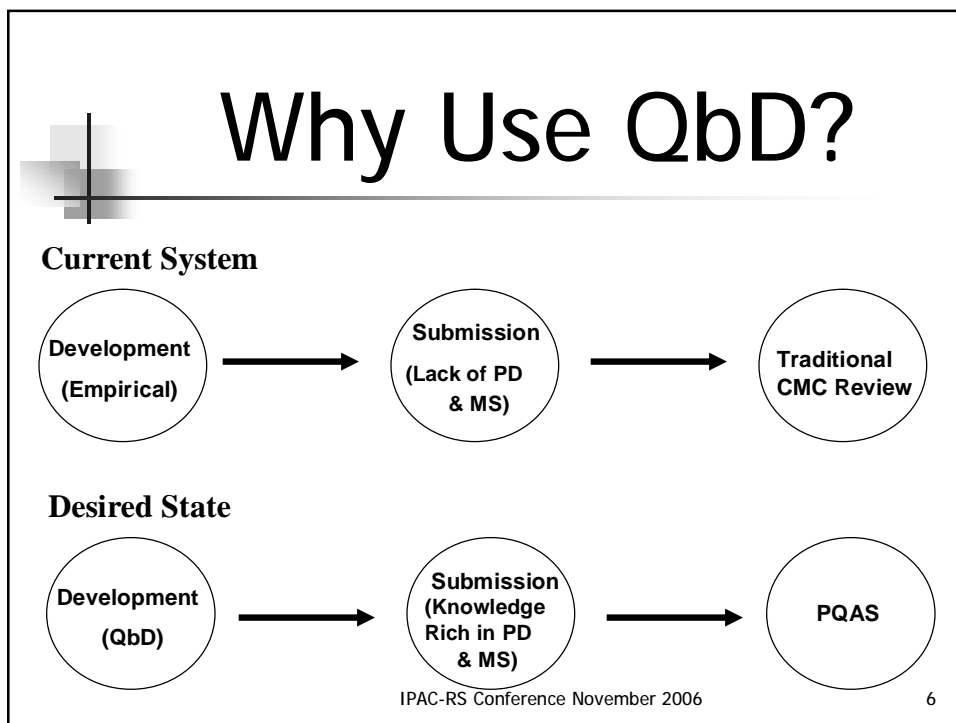 Why Use QbD?
Current System
Development
(Empirical)
Submission
(Lack of PD
& MS)
Traditional
CMC Review
Desired State
Development
(QbD)
Submission
(Knowledge
Rich in PD
& MS)
PQAS
IPAC-RS Conference November 2006
6